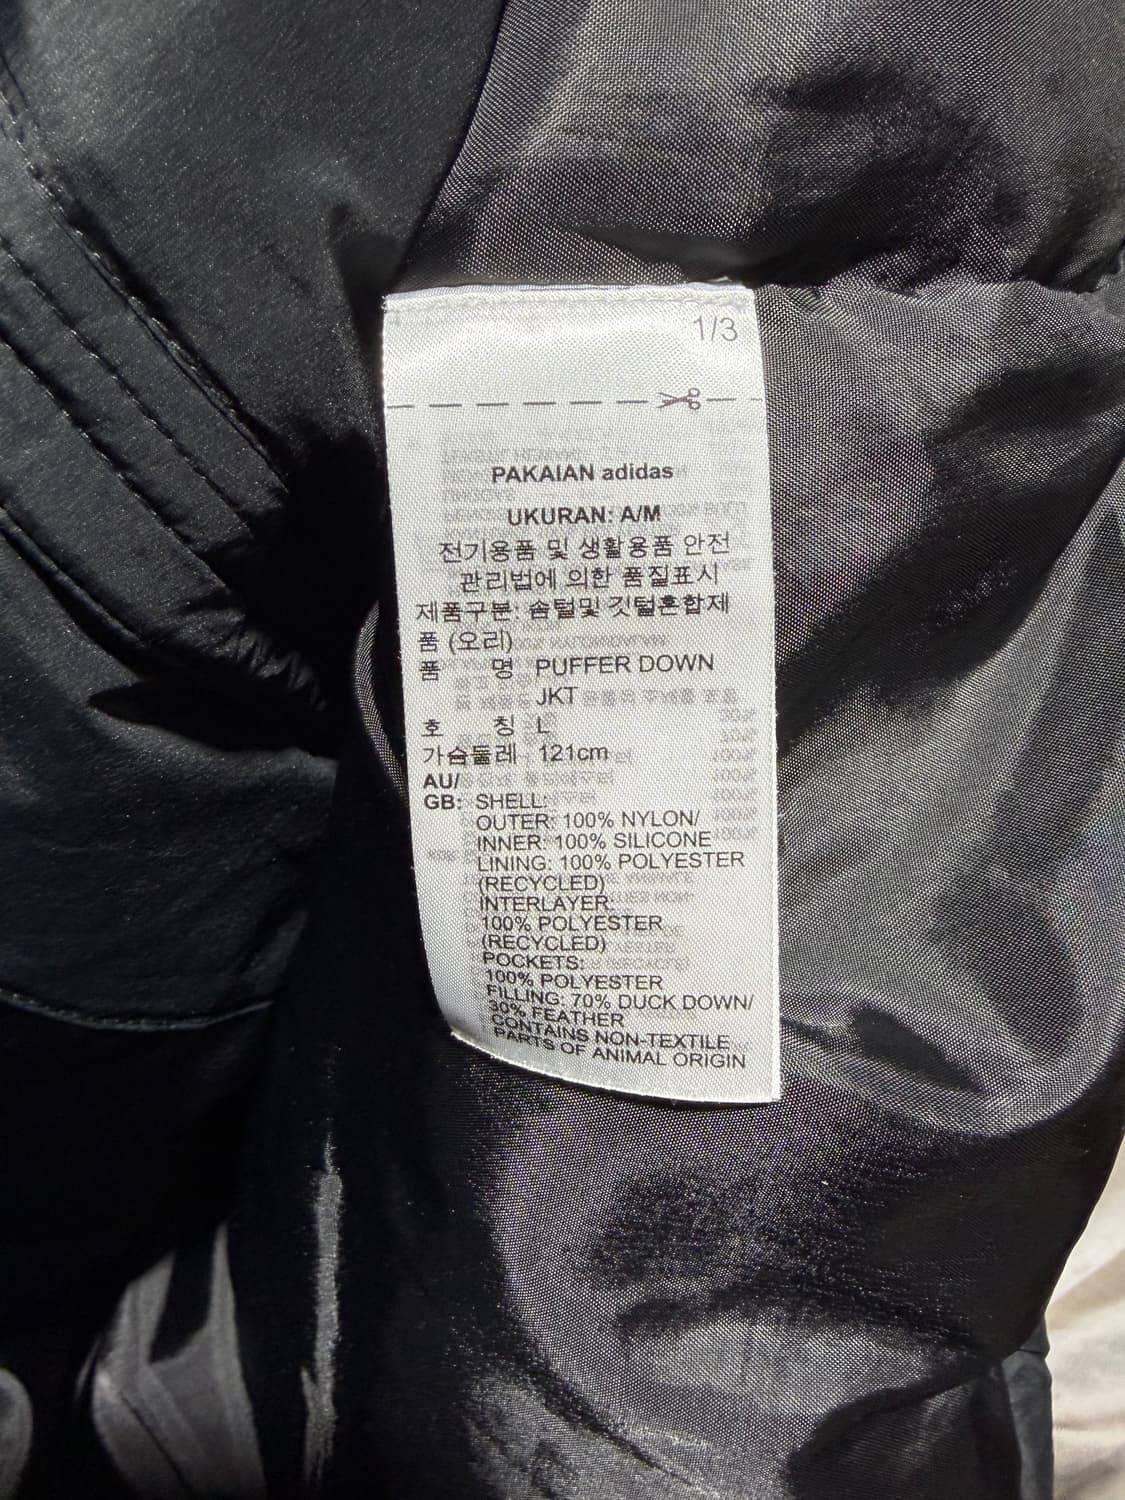 1/3
PAKAIAN adidas
UKURAN: A/M
전기용품 및 생활용품 안전
관리법에 의한 품질표시
제품구분: 솜털및 깃털혼합제
품 (오리)
품 명 PUFFER DOWN
JKT
호 칭 L
가슴둘레 121cm
AU/
GB: SHELL:
OUTER: 100% NYLON/
INNER: 100% SILICONE
LINING: 100% POLYESTER
(RECYCLED)
INTERLAYER:
100% POLYESTER
(RECYCLED)
POCKETS:
100% POLYESTER
FILLING: 70% DUCK DOWN/
30% FEATHER
CONTAINS NON-TEXTILE
PARTS OF ANIMAL ORIGIN